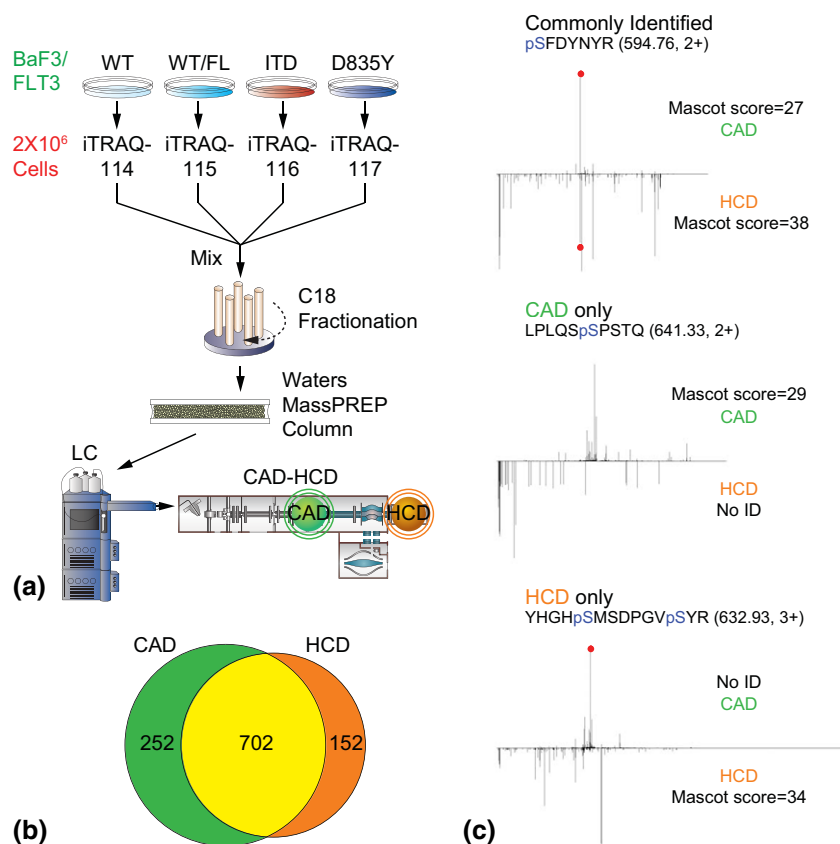 BaF3/
FLT3
WT
WT/FL
ITD
D835Y
2X10⁶
Cells
iTRAQ-
114
iTRAQ-
115
iTRAQ-
116
iTRAQ-
117
Mix
C18
Fractionation
Waters
MassPREP
Column
LC
CAD-HCD
CAD
HCD
(a)
CAD
HCD
252
702
152
(b)
Commonly Identified
pSFDYNYR (594.76, 2+)
Mascot score=27
CAD
HCD
Mascot score=38
CAD only
LPLQSpSPSTQ (641.33, 2+)
Mascot score=29
CAD
HCD
No ID
HCD only
YHGHpSMSDPGVpSYR (632.93, 3+)
No ID
CAD
HCD
Mascot score=34
(c)